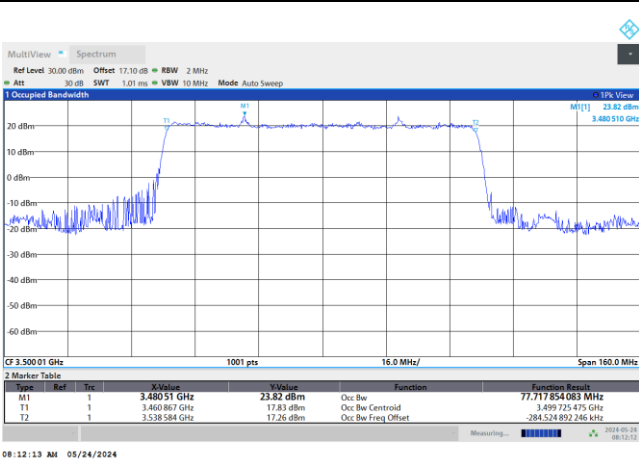 MultiView Spectrum
Ref Level 30.00 dBm Offset 17.10 dB RBW 2 MHz
Att 30 dB SWT 1.01 ms VBW 10 MHz Mode Auto Sweep
1 Occupied Bandwidth 1Pk View
M1[1] 23.82 dBm
3.480 510 GHz
M1
T1
T2
20 dBm
10 dBm
0 dBm
-10 dBm
-20 dBm
-30 dBm
-40 dBm
-50 dBm
-60 dBm
CF 3.500 01 GHz 1001 pts 16.0 MHz/ Span 160.0 MHz
2 Marker Table
Type Ref Trc X-Value Y-Value Function Function Result
M1 1 3.480 51 GHz 23.82 dBm Occ Bw 77.717 854 083 MHz
T1 1 3.460 867 GHz 17.83 dBm Occ Bw Centroid 3.499 725 475 GHz
T2 1 3.538 584 GHz 17.26 dBm Occ Bw Freq Offset -284.524 892 246 kHz
Measuring... 2024-05-24
08:12:12
08:12:13 AM 05/24/2024